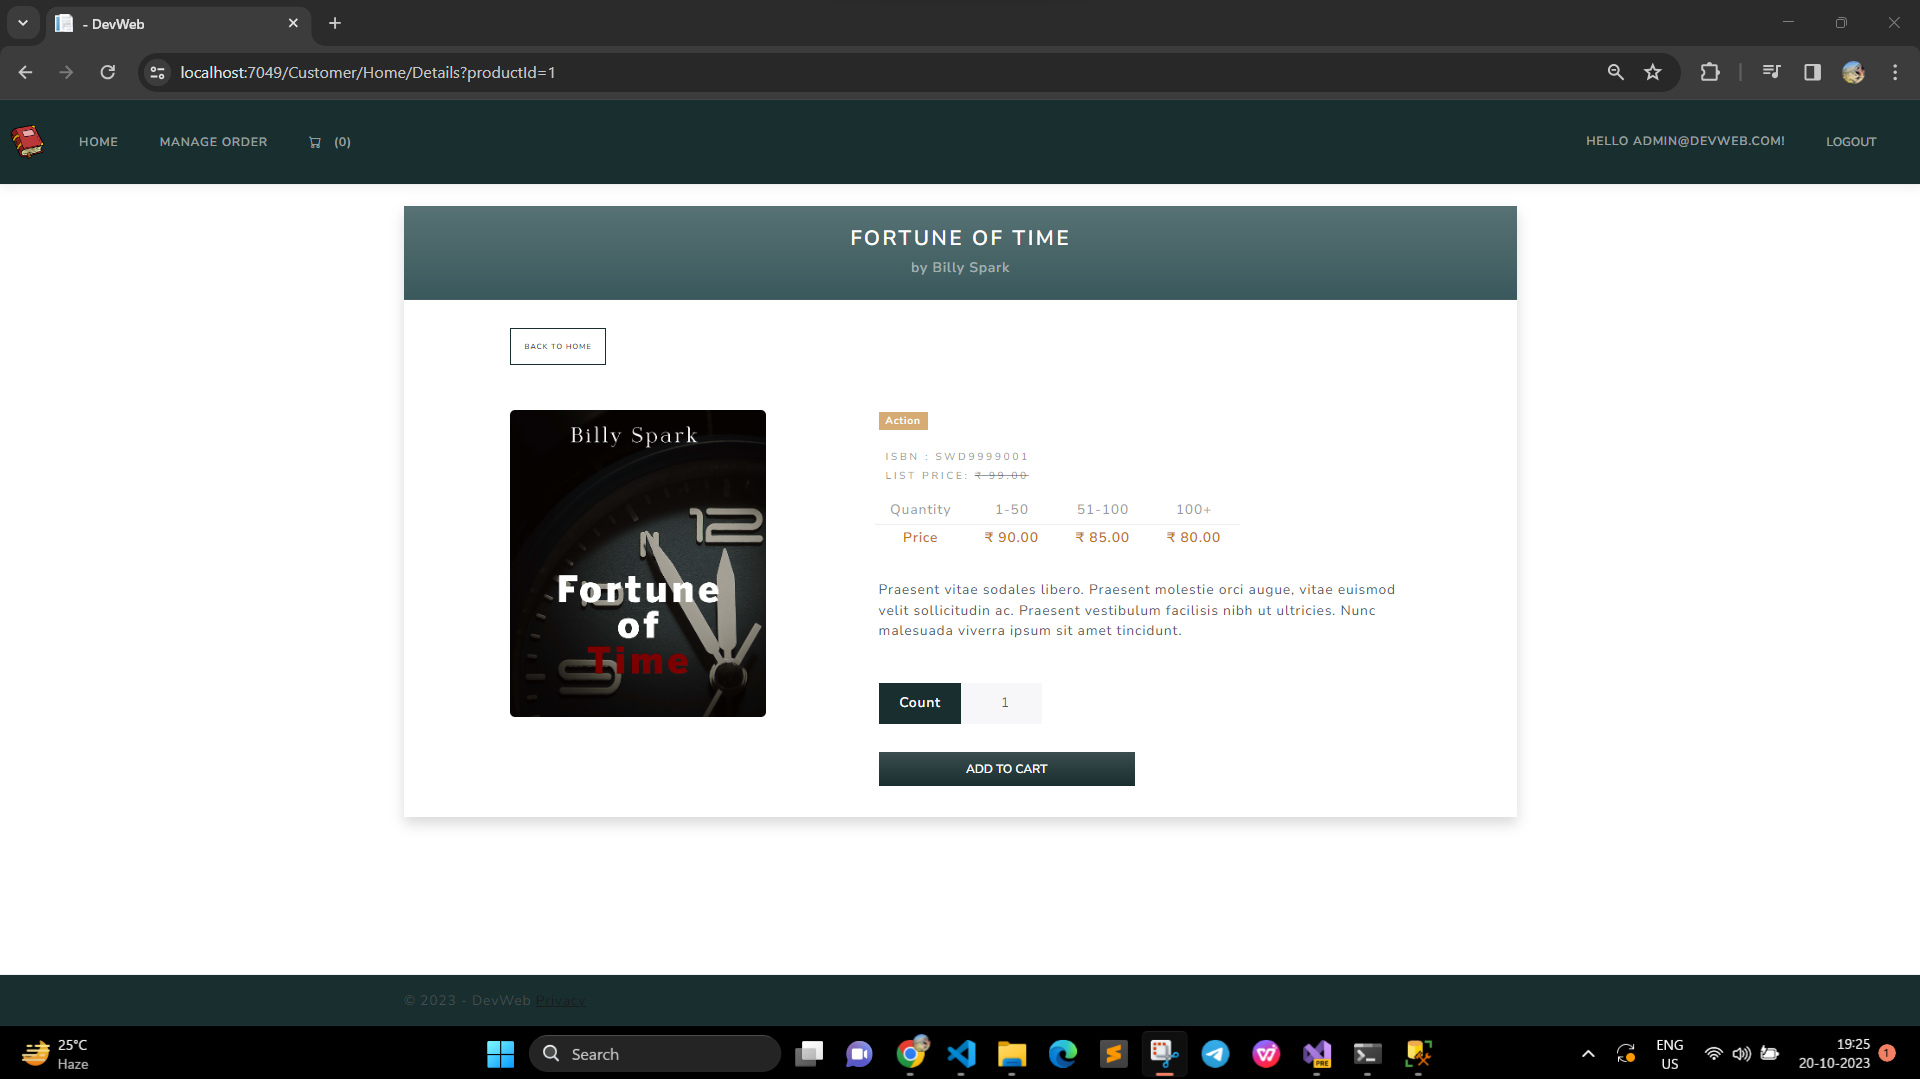 - DevWeb
localhost:7049/Customer/Home/Details?productId=1
HOME
MANAGE ORDER
(0)
HELLO ADMIN@DEVWEB.COM!
LOGOUT
FORTUNE OF TIME
by Billy Spark
BACK TO HOME
Billy Spark
12
Fortune
of
Time
9
Action
ISBN : SWD9999001
LIST PRICE: ₹ 99.00
Quantity 1-50 51-100 100+
Price ₹ 90.00 ₹ 85.00 ₹ 80.00
Praesent vitae sodales libero. Praesent molestie orci augue, vitae euismod
velit sollicitudin ac. Praesent vestibulum facilisis nibh ut ultricies. Nunc
malesuada viverra ipsum sit amet tincidunt.
Count 1
ADD TO CART
© 2023 - DevWeb Privacy
25°C
Haze
Search
PRE
ENG
US
19:25
20-10-2023
1